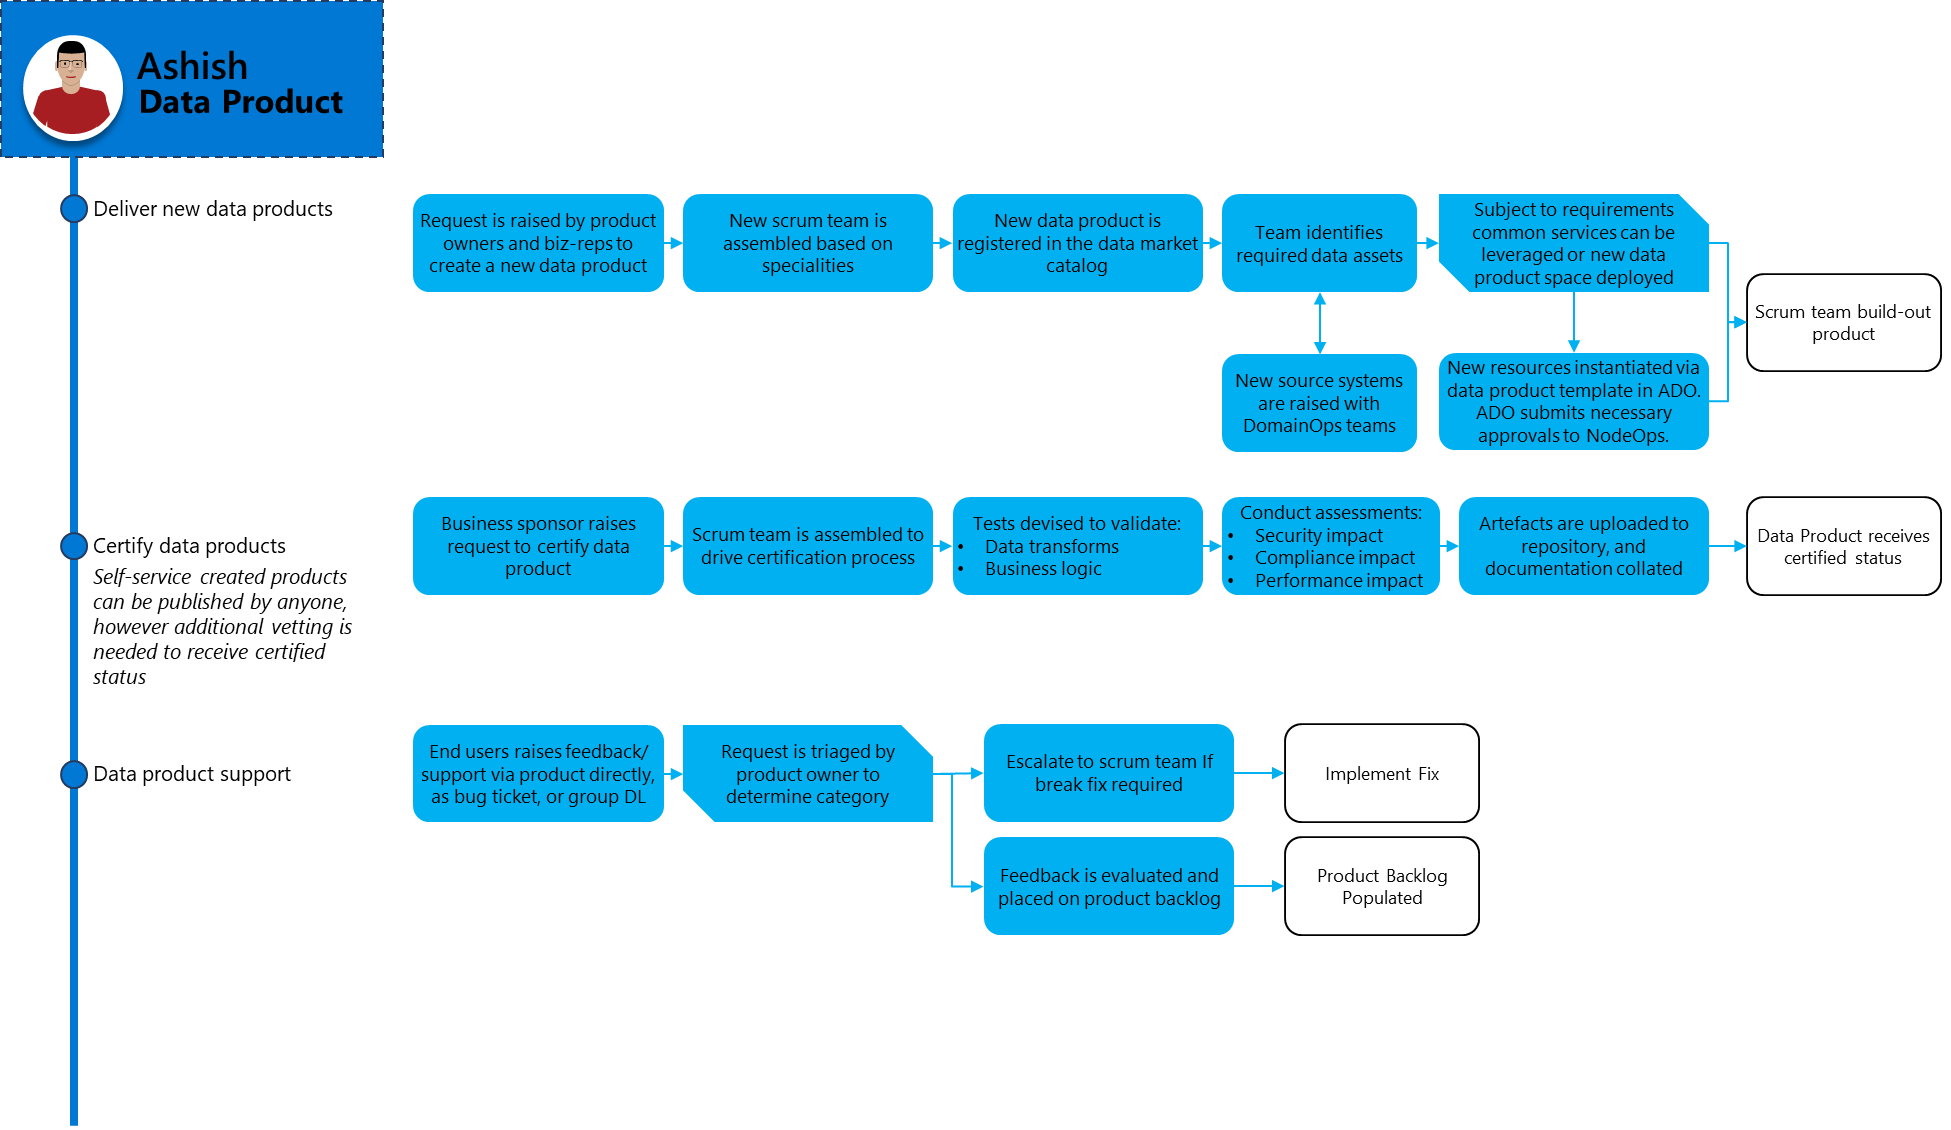 Ashish
Data Product
Deliver new data products
Request is raised by product
owners and biz-reps to
create a new data product
New scrum team is
assembled based on
specialities
New data product is
registered in the data market
catalog
Team identifies
required data assets
Subject to requirements
common services can be
leveraged or new data
product space deployed
Scrum team build-out
product
New source systems
are raised with
DomainOps teams
New resources instantiated via
data product template in ADO.
ADO submits necessary
approvals to NodeOps.
Certify data products
Self-service created products
can be published by anyone,
however additional vetting is
needed to receive certified
status
Business sponsor raises
request to certify data
product
Scrum team is assembled to
drive certification process
Tests devised to validate:
• Data transforms
• Business logic
Conduct assessments:
• Security impact
• Compliance impact
• Performance impact
Artefacts are uploaded to
repository, and
documentation collated
Data Product receives
certified status
Data product support
End users raises feedback/
support via product directly,
as bug ticket, or group DL
Request is triaged by
product owner to
determine category
Escalate to scrum team If
break fix required
Implement Fix
Feedback is evaluated and
placed on product backlog
Product Backlog
Populated